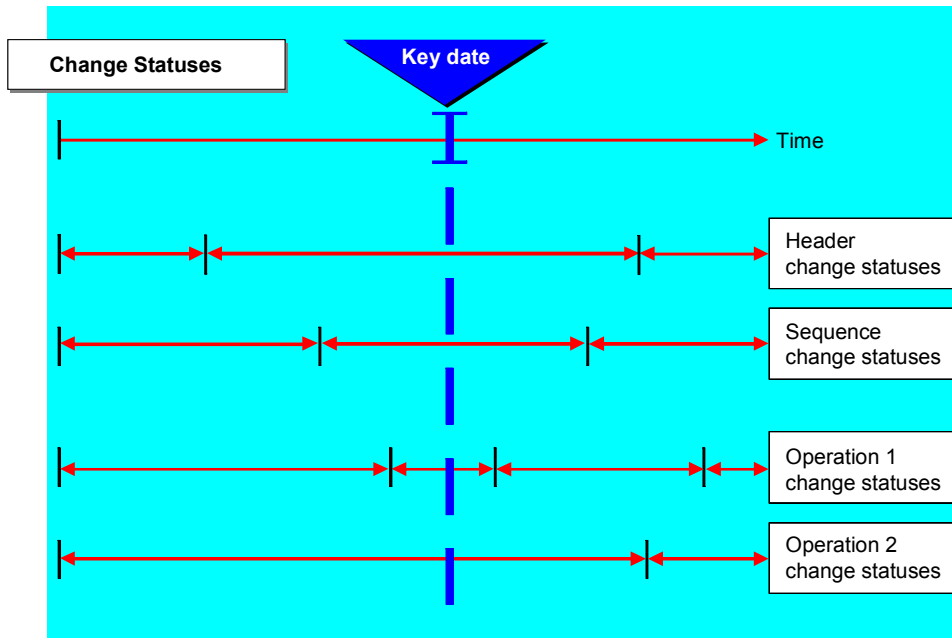 Change Statuses
Key date
Time
Header
change statuses
Sequence
change statuses
Operation 1
change statuses
Operation 2
change statuses